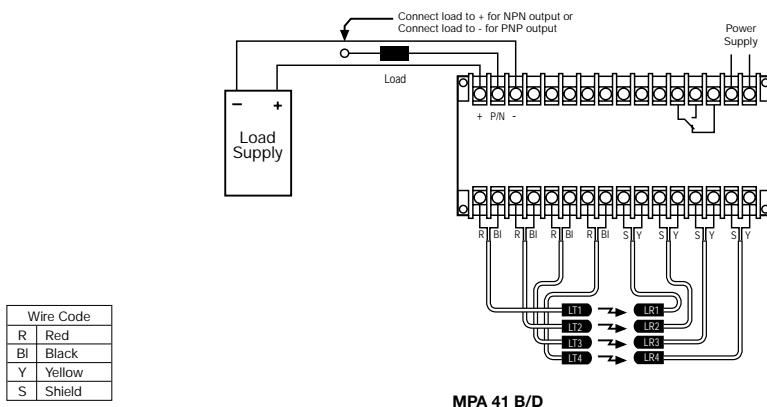 Connect load to + for NPN output or
Connect load to - for PNP output
Power
Supply
Load
– +
Load
Supply
+ P/N -
R Bl R Bl R Bl R Bl S Y S Y S Y S Y
LT1 LR1
LT2 LR2
LT3 LR3
LT4 LR4
Wire Code
R Red
Bl Black
Y Yellow
S Shield
MPA 41 B/D